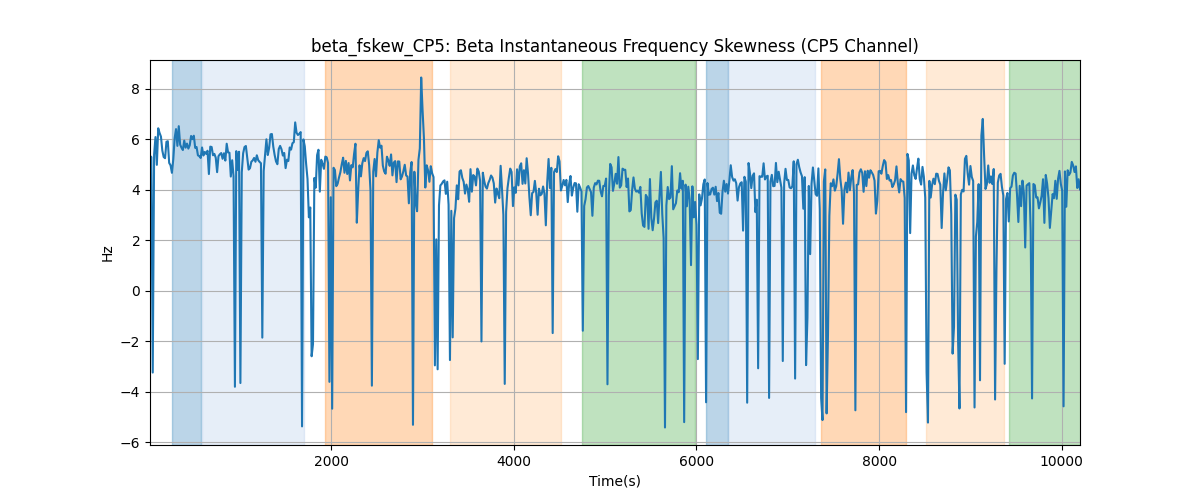 beta_fskew_CP5: Beta Instantaneous Frequency Skewness (CP5 Channel)
8
6
4
2
0
−2
−4
−6
Hz
2000 4000 6000 8000 10000
Time(s)